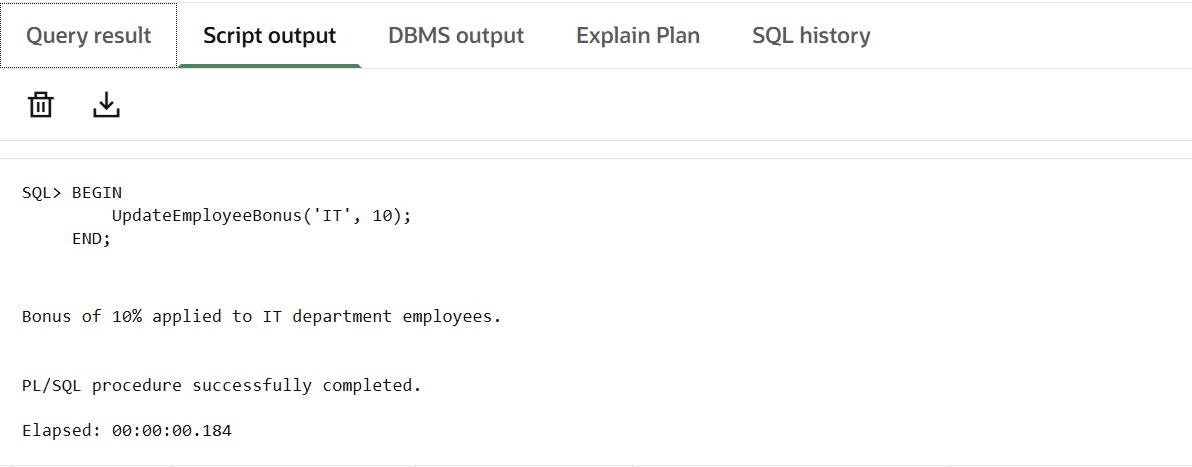 Query result Script output DBMS output Explain Plan SQL history
SQL> BEGIN
UpdateEmployeeBonus('IT', 10);
END;
Bonus of 10% applied to IT department employees.
PL/SQL procedure successfully completed.
Elapsed: 00:00:00.184